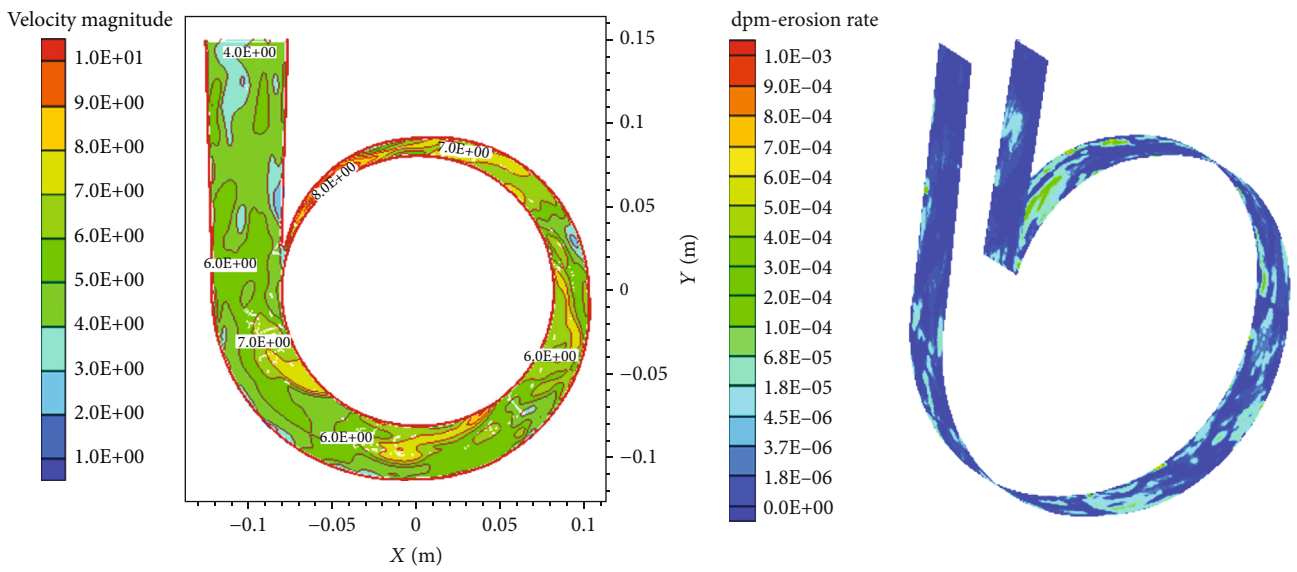 Velocity magnitude
1.0E+01
9.0E+00
8.0E+00
7.0E+00
6.0E+00
5.0E+00
4.0E+00
3.0E+00
2.0E+00
1.0E+00
4.0E+00
7.0E+00
8.0E+00
6.0E+00
7.0E+00
6.0E+00
6.0E+00
0.15
0.1
0.05
0
−0.05
−0.1
Y (m)
−0.1
−0.05
0
0.05
0.1
X (m)
dpm-erosion rate
1.0E–03
9.0E–04
8.0E–04
7.0E–04
6.0E–04
5.0E–04
4.0E–04
3.0E–04
2.0E–04
1.0E–04
6.8E–05
1.8E–05
4.5E–06
3.7E–06
1.8E–06
0.0E+00